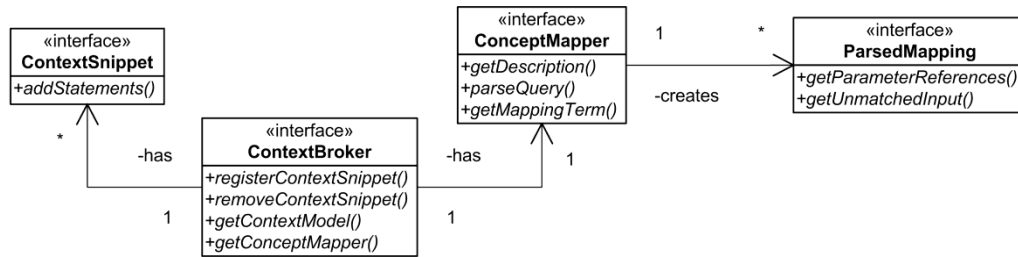 «interface»
ContextSnippet
+addStatements()
*
-has
1
«interface»
ContextBroker
+registerContextSnippet()
+removeContextSnippet()
+getContextModel()
+getConceptMapper()
-has
1
1
«interface»
ConceptMapper
+getDescription()
+parseQuery()
+getMappingTerm()
1
*
-creates
«interface»
ParsedMapping
+getParameterReferences()
+getUnmatchedInput()